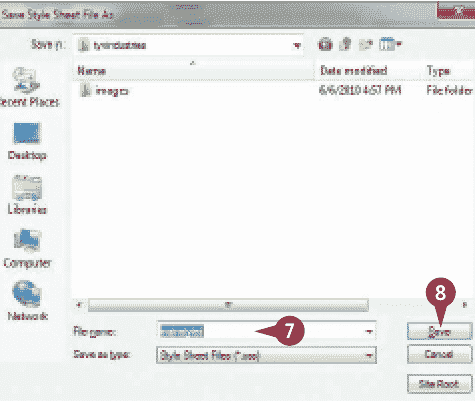 Save Style Sheet File As
Save in:
Name Date modified Type
images 6/6/2010 4:57 PM File folder
Recent Places
Desktop
Libraries
Computer
Network
8
File name: 7 Save
Save as type: Style Sheet Files (*.css) Cancel
Site Root